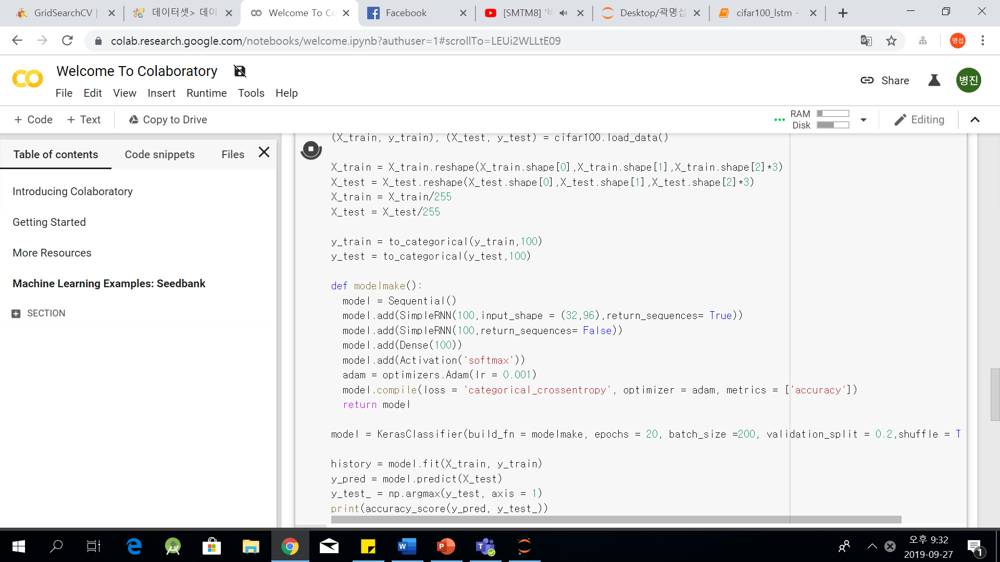 GridSearchCV |
데이터셋> 데이
Welcome To Co
Facebook
[SMTM8] '
Desktop/곽명섭
cifar100_lstm -
colab.research.google.com/notebooks/welcome.ipynb?authuser=1#scrollTo=LEUi2WLLtE09
명섭
Welcome To Colaboratory
File Edit View Insert Runtime Tools Help
Share
병진
+ Code + Text Copy to Drive
RAM
Disk
Editing
Table of contents Code snippets Files
Introducing Colaboratory
Getting Started
More Resources
Machine Learning Examples: Seedbank
SECTION
(X_train, y_train), (X_test, y_test) = cifar100.load_data()
X_train = X_train.reshape(X_train.shape[0],X_train.shape[1],X_train.shape[2]*3)
X_test = X_test.reshape(X_test.shape[0],X_test.shape[1],X_test.shape[2]*3)
X_train = X_train/255
X_test = X_test/255
y_train = to_categorical(y_train,100)
y_test = to_categorical(y_test,100)
def modelmake():
  model = Sequential()
  model.add(SimpleRNN(100,input_shape = (32,96),return_sequences= True))
  model.add(SimpleRNN(100,return_sequences= False))
  model.add(Dense(100))
  model.add(Activation('softmax'))
  adam = optimizers.Adam(lr = 0.001)
  model.compile(loss = 'categorical_crossentropy', optimizer = adam, metrics = ['accuracy'])
  return model
model = KerasClassifier(build_fn = modelmake, epochs = 20, batch_size =200, validation_split = 0.2,shuffle = T
history = model.fit(X_train, y_train)
y_pred = model.predict(X_test)
y_test_ = np.argmax(y_test, axis = 1)
print(accuracy_score(y_pred, y_test_))
오후 9:32
2019-09-27
1